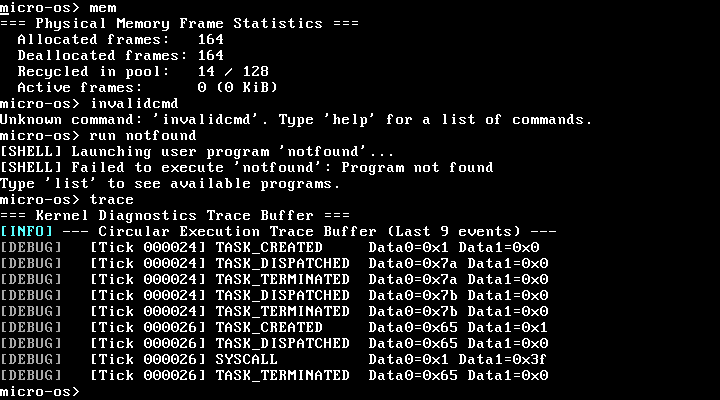 micro-os> mem
=== Physical Memory Frame Statistics ===
  Allocated frames:   164
  Deallocated frames: 164
  Recycled in pool:   14 / 128
  Active frames:      0 (0 KiB)
micro-os> invalidcmd
Unknown command: 'invalidcmd'. Type 'help' for a list of commands.
micro-os> run notfound
[SHELL] Launching user program 'notfound'...
[SHELL] Failed to execute 'notfound': Program not found
Type 'list' to see available programs.
micro-os> trace
=== Kernel Diagnostics Trace Buffer ===
[INFO] --- Circular Execution Trace Buffer (Last 9 events) ---
[DEBUG]   [Tick 000024] TASK_CREATED     Data0=0x1 Data1=0x0
[DEBUG]   [Tick 000024] TASK_DISPATCHED  Data0=0x7a Data1=0x0
[DEBUG]   [Tick 000024] TASK_TERMINATED  Data0=0x7a Data1=0x0
[DEBUG]   [Tick 000024] TASK_DISPATCHED  Data0=0x7b Data1=0x0
[DEBUG]   [Tick 000024] TASK_TERMINATED  Data0=0x7b Data1=0x0
[DEBUG]   [Tick 000026] TASK_CREATED     Data0=0x65 Data1=0x1
[DEBUG]   [Tick 000026] TASK_DISPATCHED  Data0=0x65 Data1=0x0
[DEBUG]   [Tick 000026] SYSCALL          Data0=0x1 Data1=0x3f
[DEBUG]   [Tick 000026] TASK_TERMINATED  Data0=0x65 Data1=0x0
micro-os>